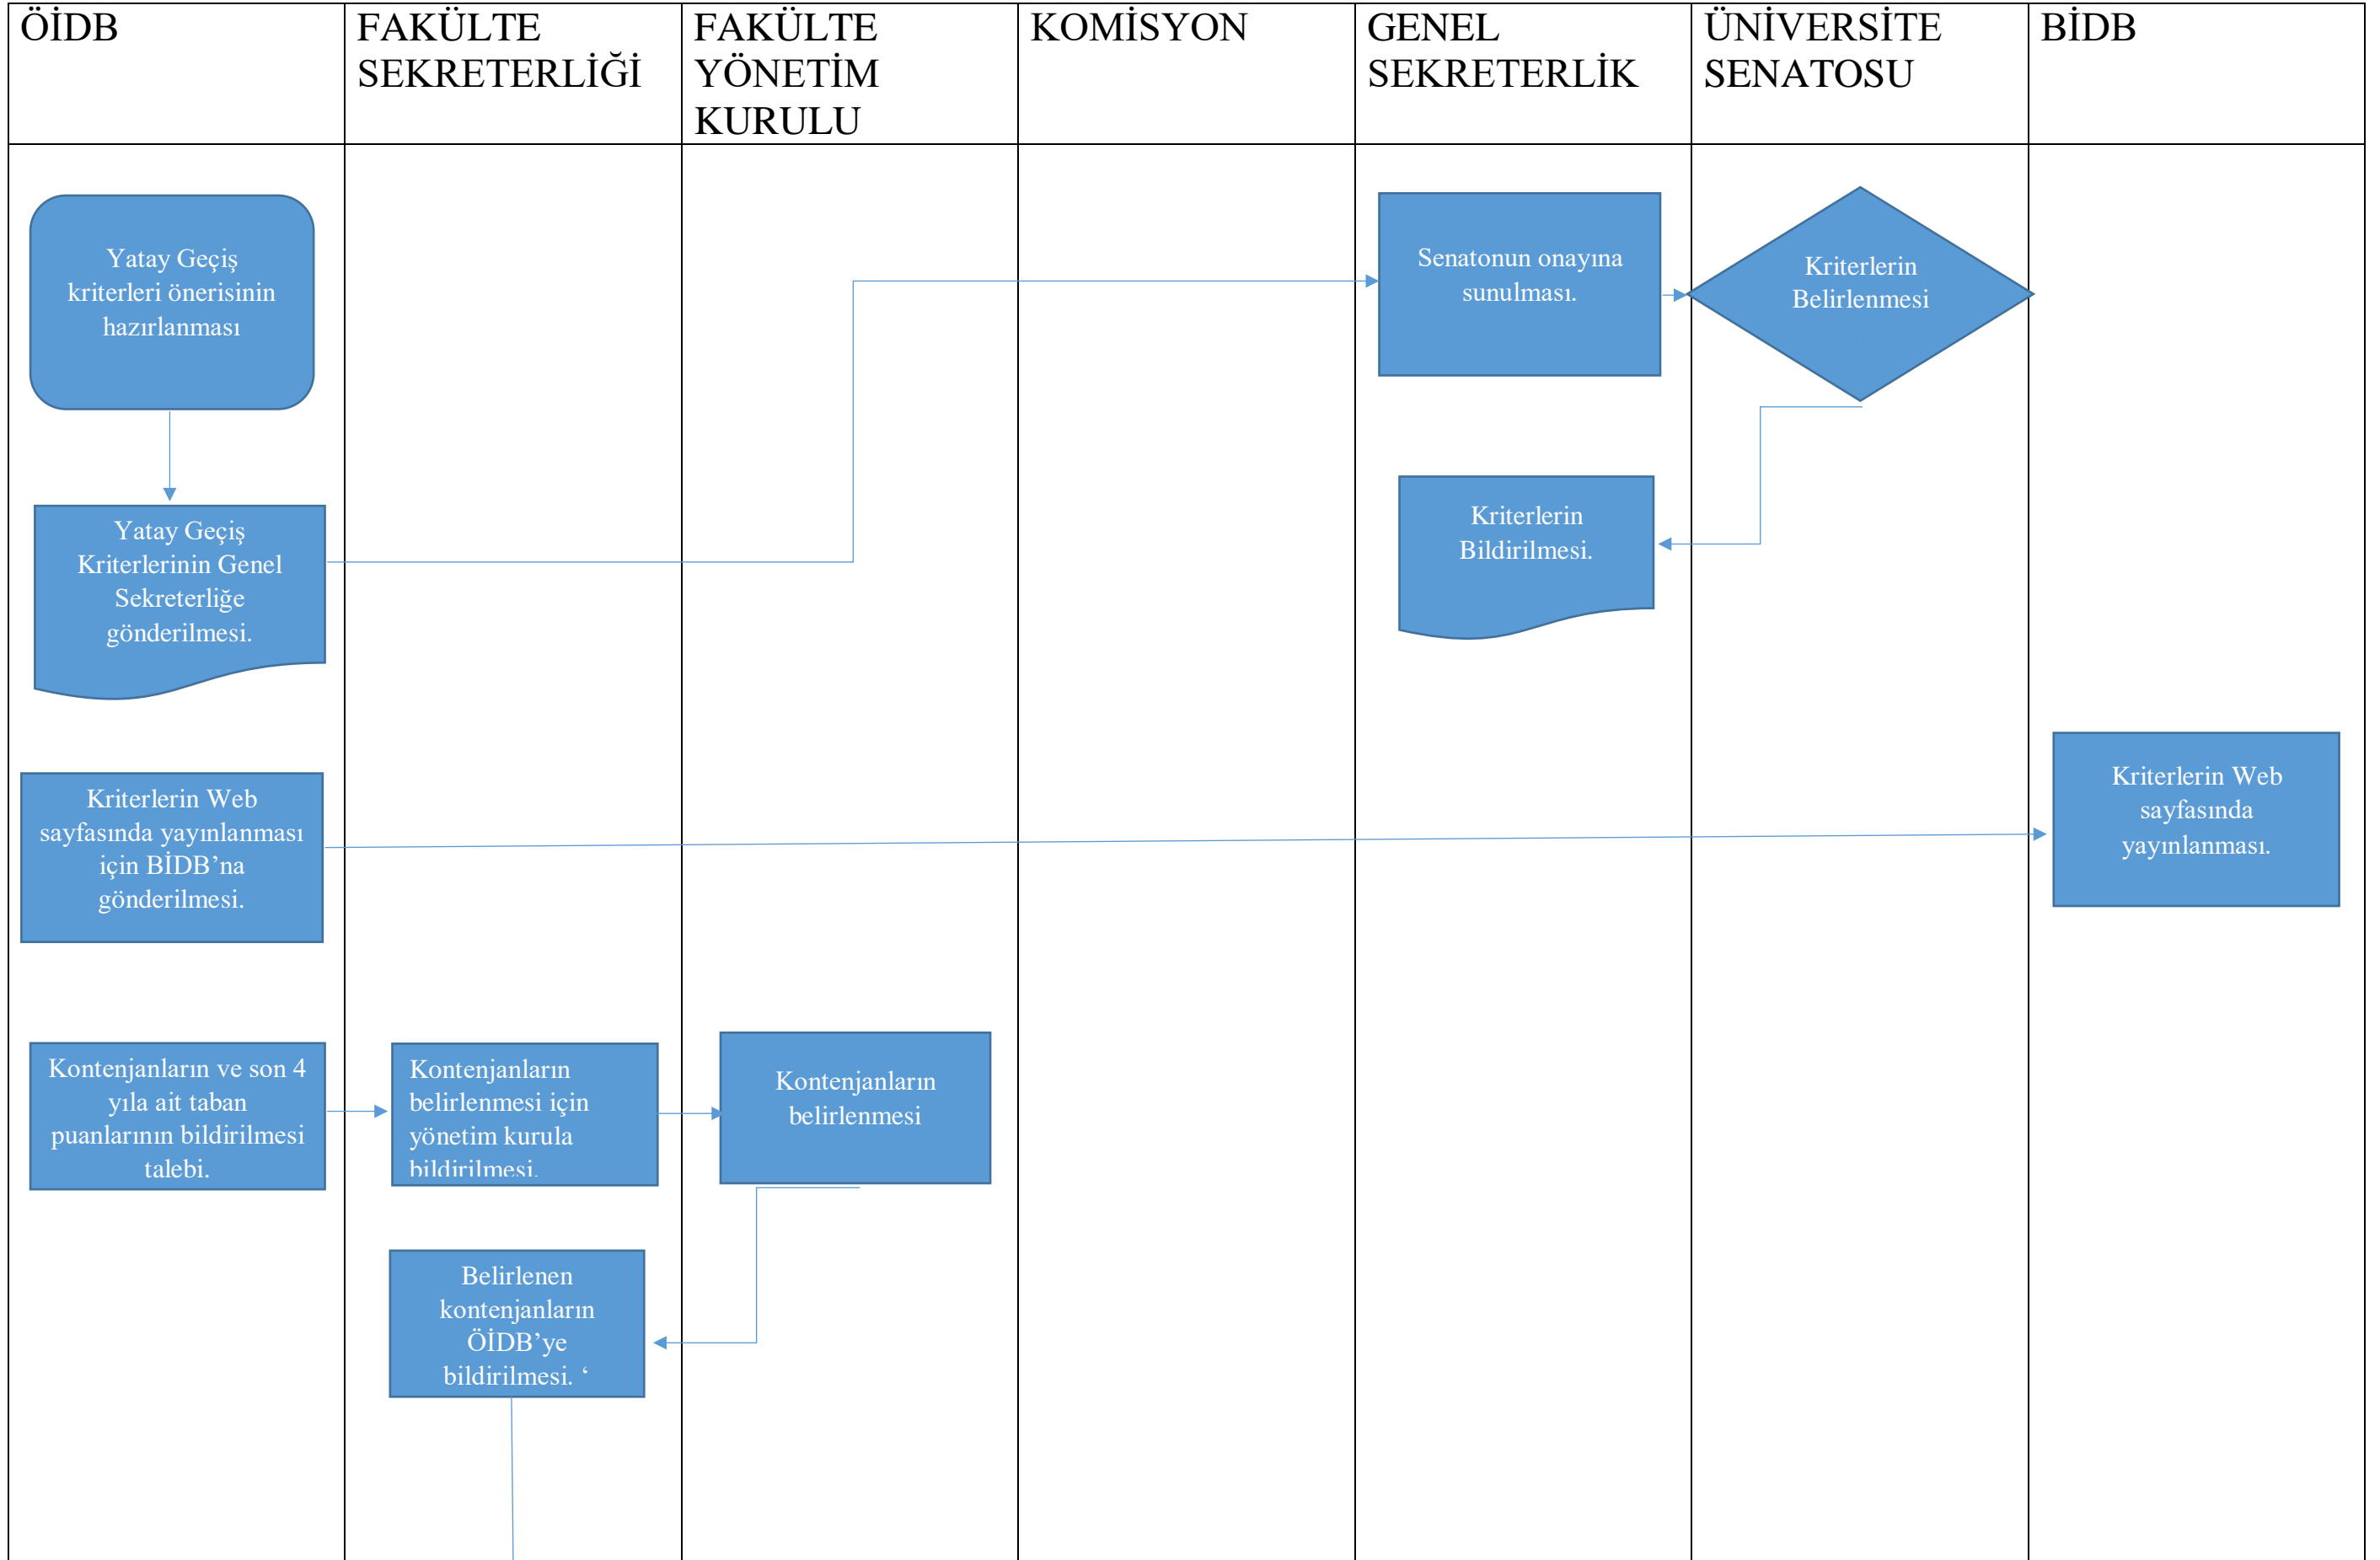 ÖİDB
FAKÜLTE
SEKRETERLİĞİ
FAKÜLTE
YÖNETİM
KURULU
KOMİSYON
GENEL
SEKRETERLİK
ÜNİVERSİTE
SENATOSU
BİDB
Yatay Geçiş
kriterleri önerisinin
hazırlanması
Senatonun onayına
sunulması.
Kriterlerin
Belirlenmesi
Yatay Geçiş
Kriterlerinin Genel
Sekreterliğe
gönderilmesi.
Kriterlerin
Bildirilmesi.
Kriterlerin Web
sayfasında yayınlanması
için BİDB’na
gönderilmesi.
Kriterlerin Web
sayfasında
yayınlanması.
Kontenjanların ve son 4
yıla ait taban
puanlarının bildirilmesi
talebi.
Kontenjanların
belirlenmesi için
yönetim kurula
bildirilmesi.
Kontenjanların
belirlenmesi
Belirlenen
kontenjanların
ÖİDB’ye
bildirilmesi. ‘